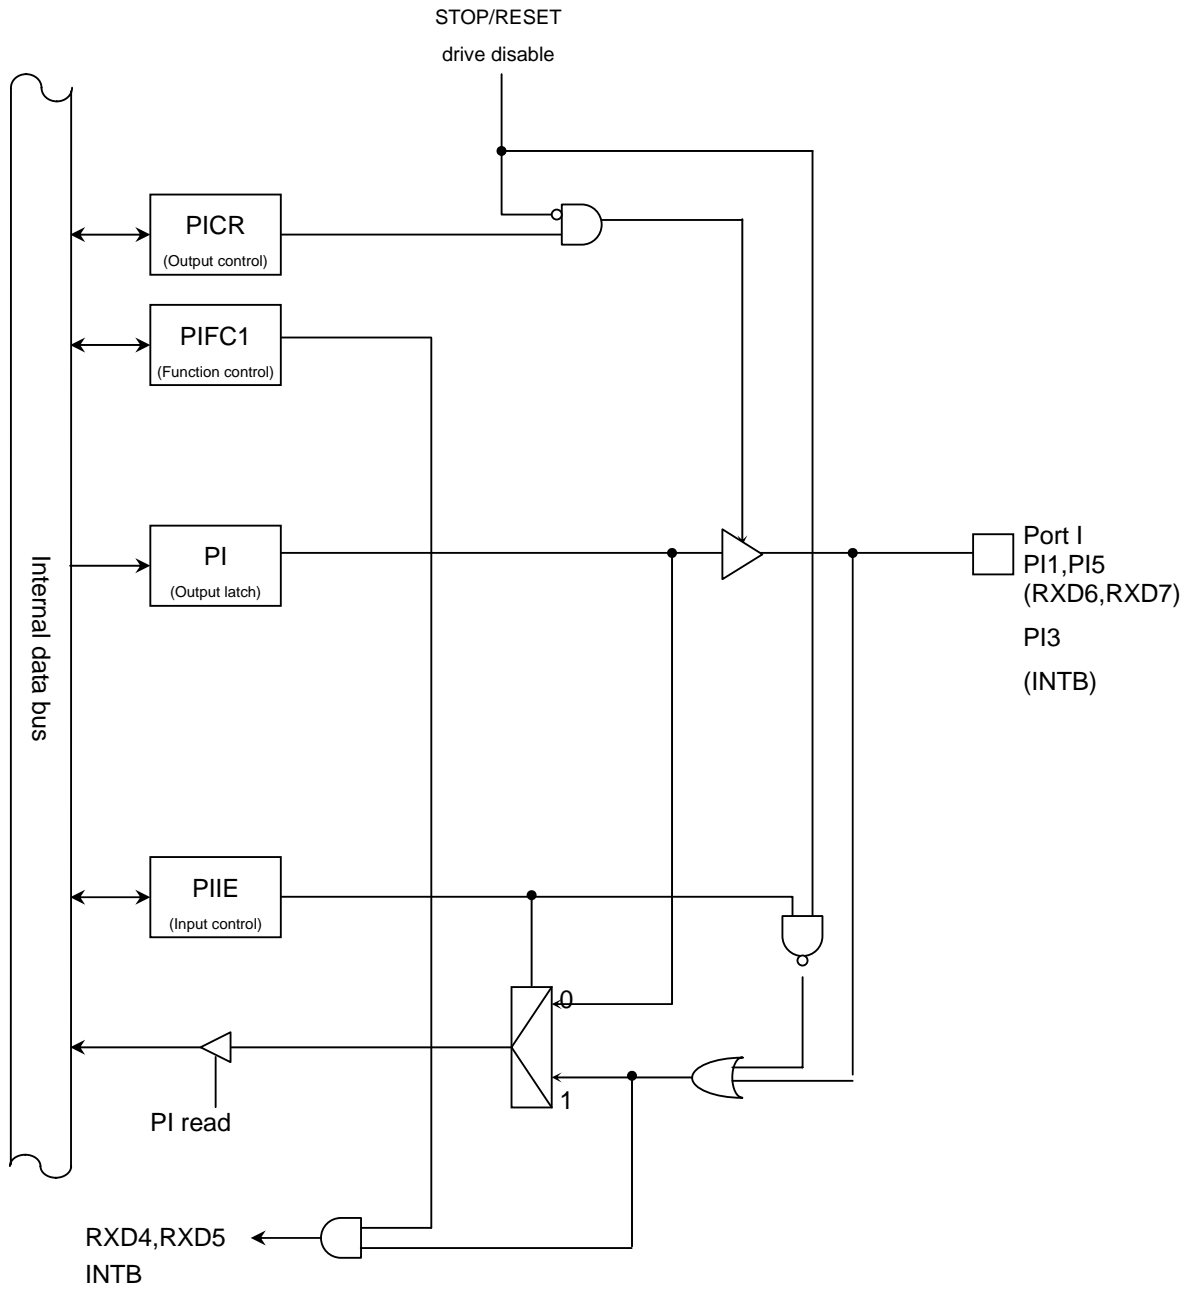 STOP/RESET
drive disable
PICR
(Output control)
PIFC1
(Function control)
PI
(Output latch)
Port I
PI1,PI5
(RXD6,RXD7)
PI3
(INTB)
Internal data bus
PIIE
(Input control)
0
1
PI read
RXD4,RXD5
INTB